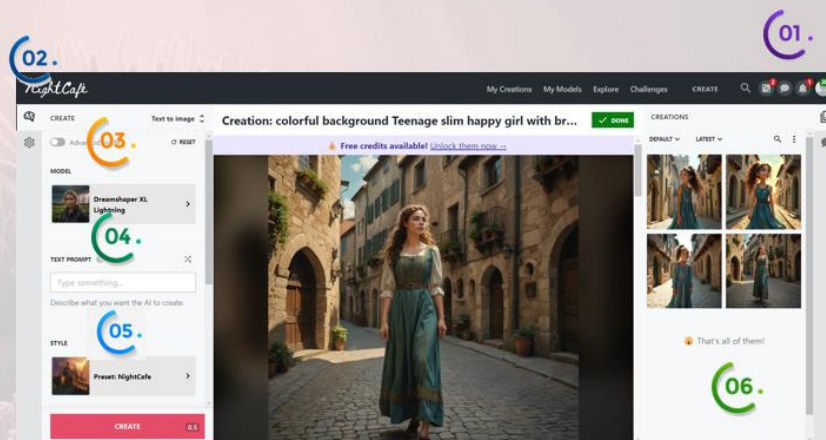 01.
02.
NightCafe
My Creations My Models Explore Challenges CREATE
CREATE Text to image
Creation: colorful background Teenage slim happy girl with br... DONE
CREATIONS
03.
RESET
Free credits available! Unlock them now →
DEFAULT LATEST
MODEL
Dreamshaper XL
Lightning
04.
TEXT PROMPT
Type something...
Describe what you want the AI to create.
05.
STYLE
That's all of them!
Preset: NightCafe
06.
CREATE 0.5